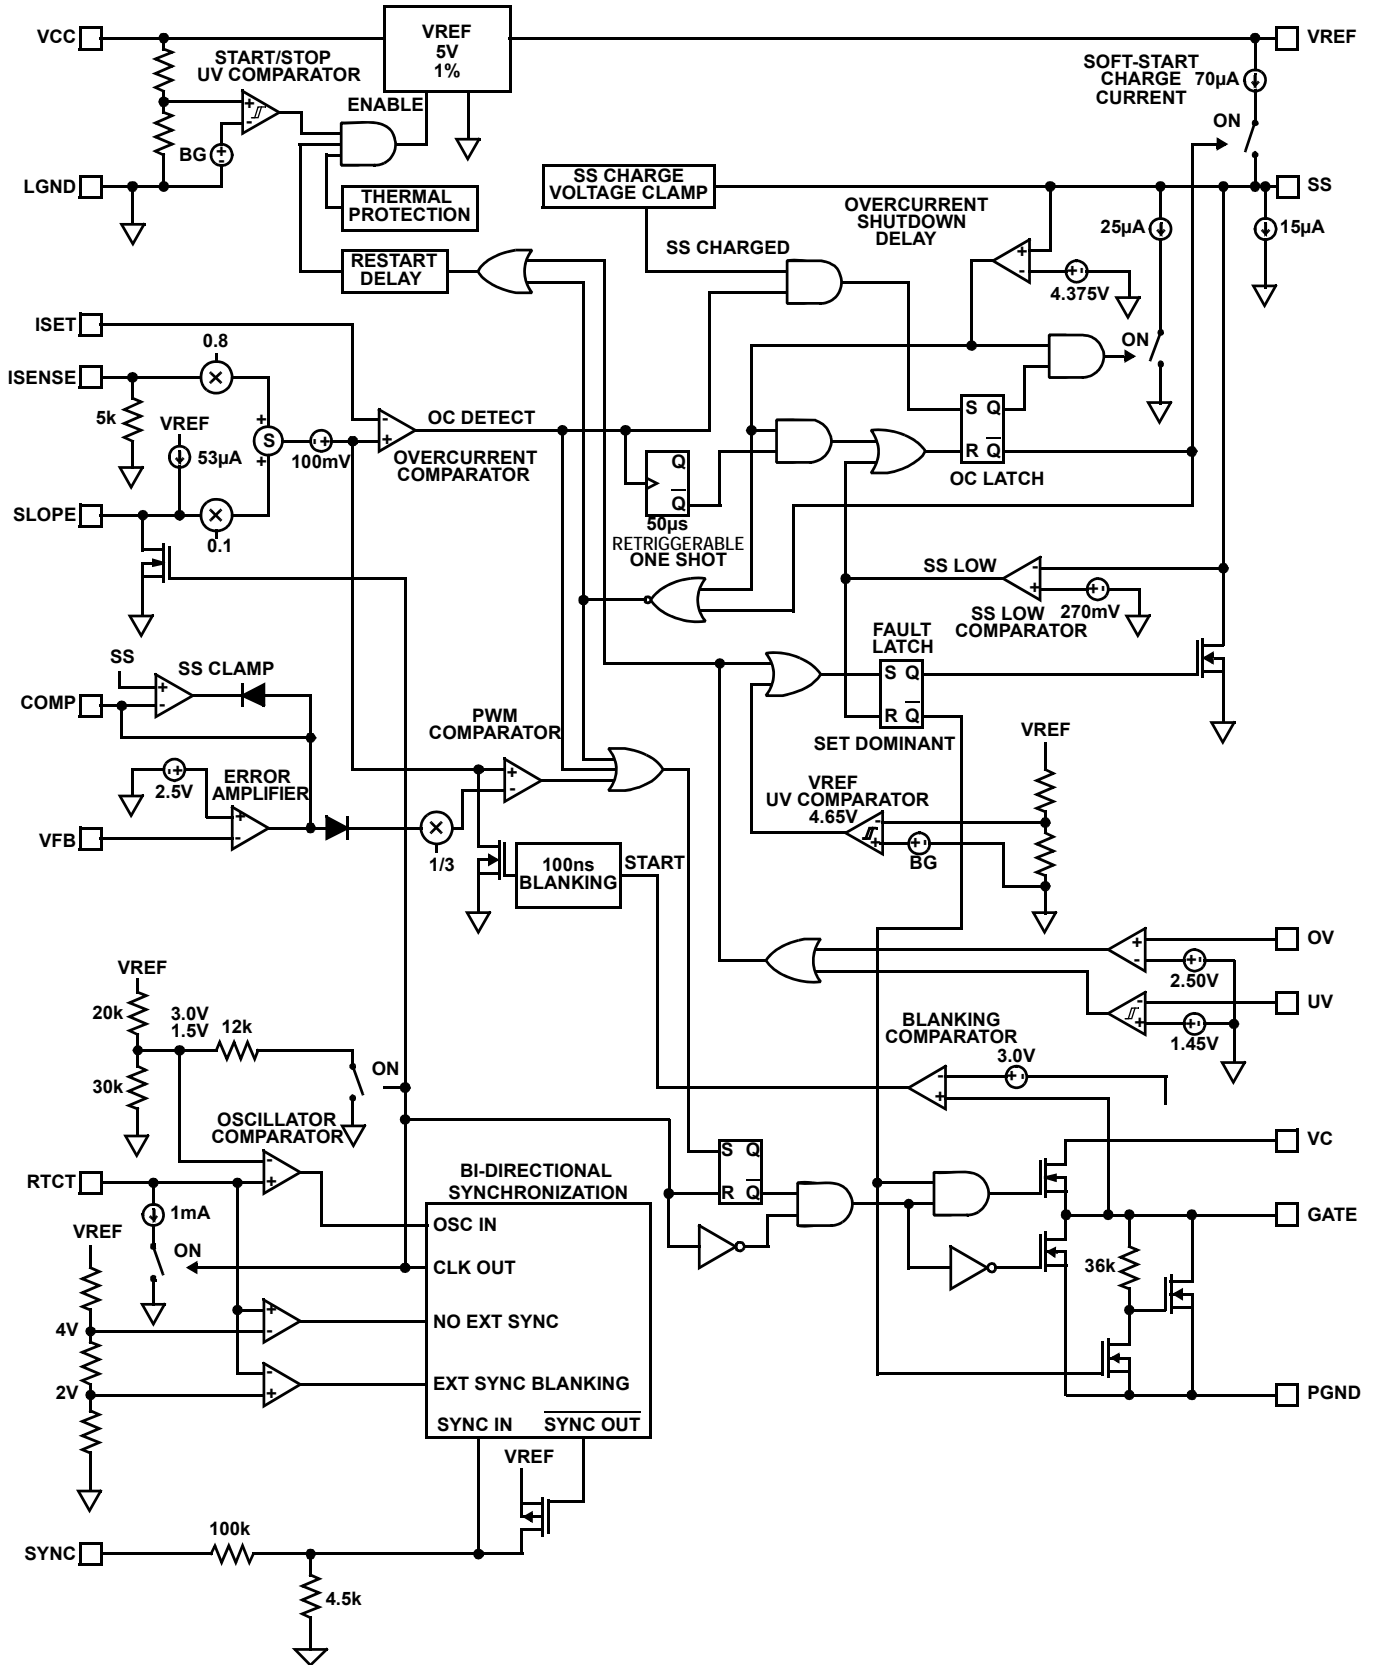 VCC
START/STOP
UV COMPARATOR
VREF
5V
1%
VREF
ENABLE
BG
LGND
THERMAL
PROTECTION
RESTART
DELAY
SOFT-START
CHARGE
CURRENT
70µA
ON
SS CHARGE
VOLTAGE CLAMP
SS
OVERCURRENT
SHUTDOWN
DELAY
25µA
15µA
SS CHARGED
+
-
4.375V
ON
ISET
0.8
ISENSE
5k
VREF
53µA
+
S
+
100mV
-
+
OC DETECT
OVERCURRENT
COMPARATOR
SLOPE
0.1
Q
Q
50µs
RETRIGGERABLE
ONE SHOT
S Q
R Q
OC LATCH
SS LOW
-
+
SS LOW
COMPARATOR
270mV
FAULT
LATCH
S Q
R Q
SET DOMINANT
SS
SS CLAMP
COMP
+
-
2.5V
ERROR
AMPLIFIER
VFB
+
-
1/3
PWM
COMPARATOR
+
-
100ns
BLANKING
START
VREF
VREF
UV COMPARATOR
4.65V
-
+
BG
OV
+
-
2.50V
UV
-
+
1.45V
BLANKING
COMPARATOR
3.0V
-
+
VREF
20k
3.0V
1.5V
12k
30k
ON
OSCILLATOR
COMPARATOR
RTCT
-
+
1mA
ON
VREF
4V
2V
+
-
-
+
BI-DIRECTIONAL
SYNCHRONIZATION
OSC IN
CLK OUT
NO EXT SYNC
EXT SYNC BLANKING
SYNC IN
SYNC OUT
S Q
R Q
VC
GATE
36k
PGND
VREF
SYNC
100k
4.5k